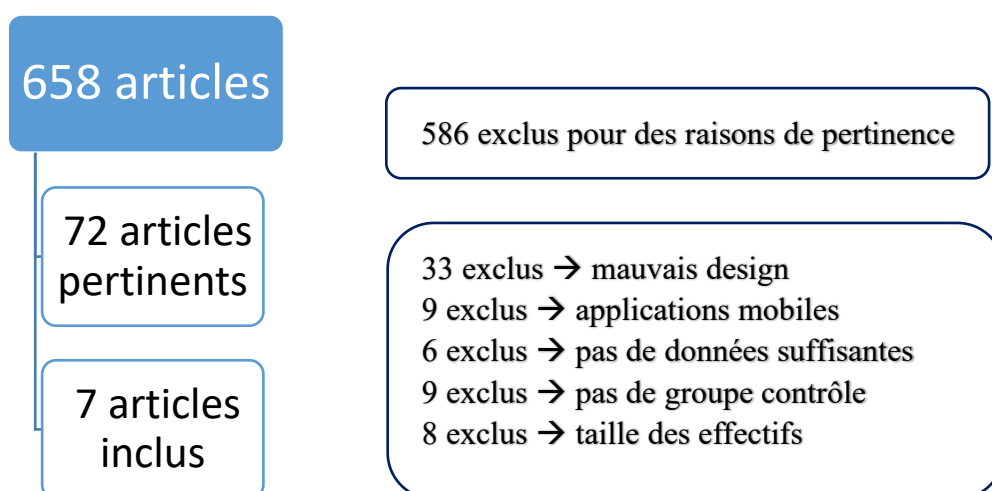 658 articles
586 exclus pour des raisons de pertinence
72 articles
pertinents
33 exclus → mauvais design
9 exclus → applications mobiles
6 exclus → pas de données suffisantes
9 exclus → pas de groupe contrôle
8 exclus → taille des effectifs
7 articles
inclus